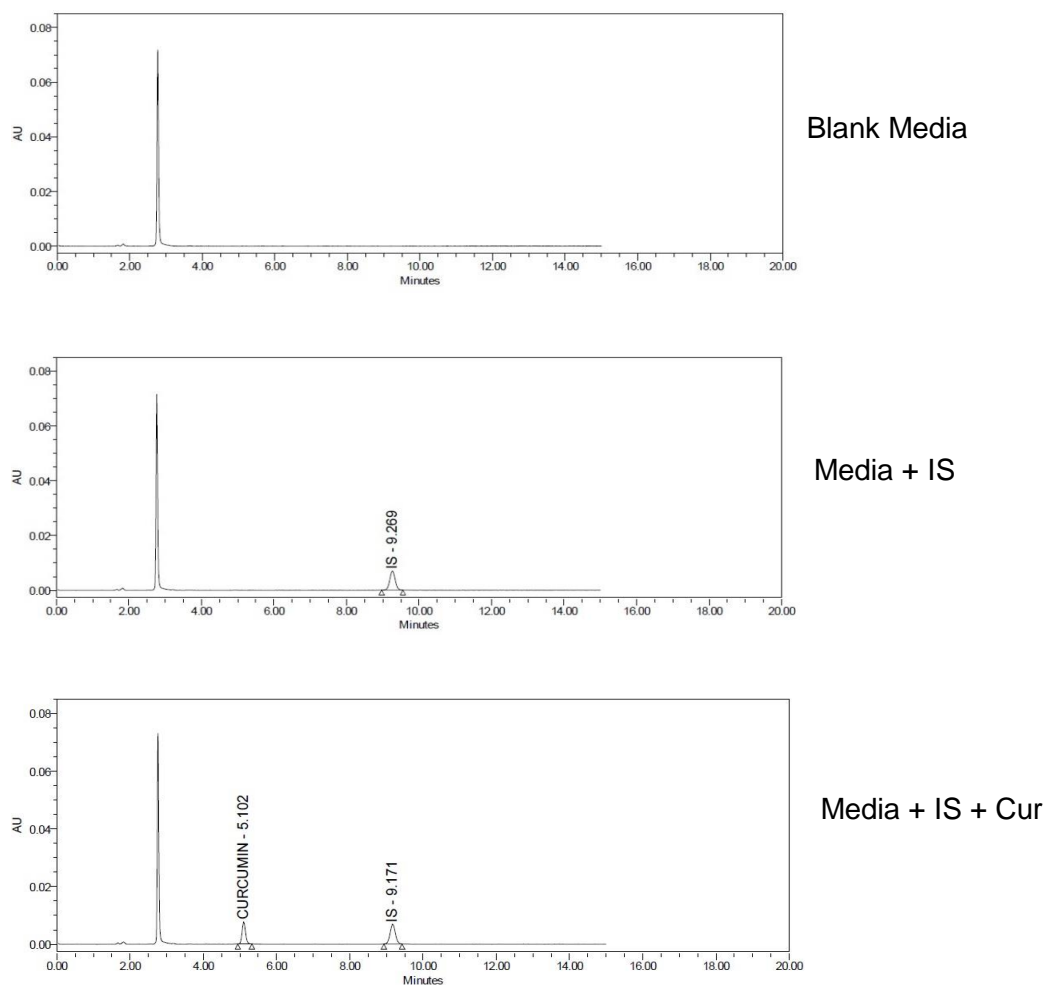 0.08
0.06
0.04
0.02
0.00
AU
0.00 2.00 4.00 6.00 8.00 10.00 12.00 14.00 16.00 18.00 20.00
Minutes
Blank Media
0.08
0.06
0.04
0.02
0.00
AU
IS - 9.269
0.00 2.00 4.00 6.00 8.00 10.00 12.00 14.00 16.00 18.00 20.00
Minutes
Media + IS
0.08
0.06
0.04
0.02
0.00
AU
CURCUMIN - 5.102
IS - 9.171
0.00 2.00 4.00 6.00 8.00 10.00 12.00 14.00 16.00 18.00 20.00
Minutes
Media + IS + Cur